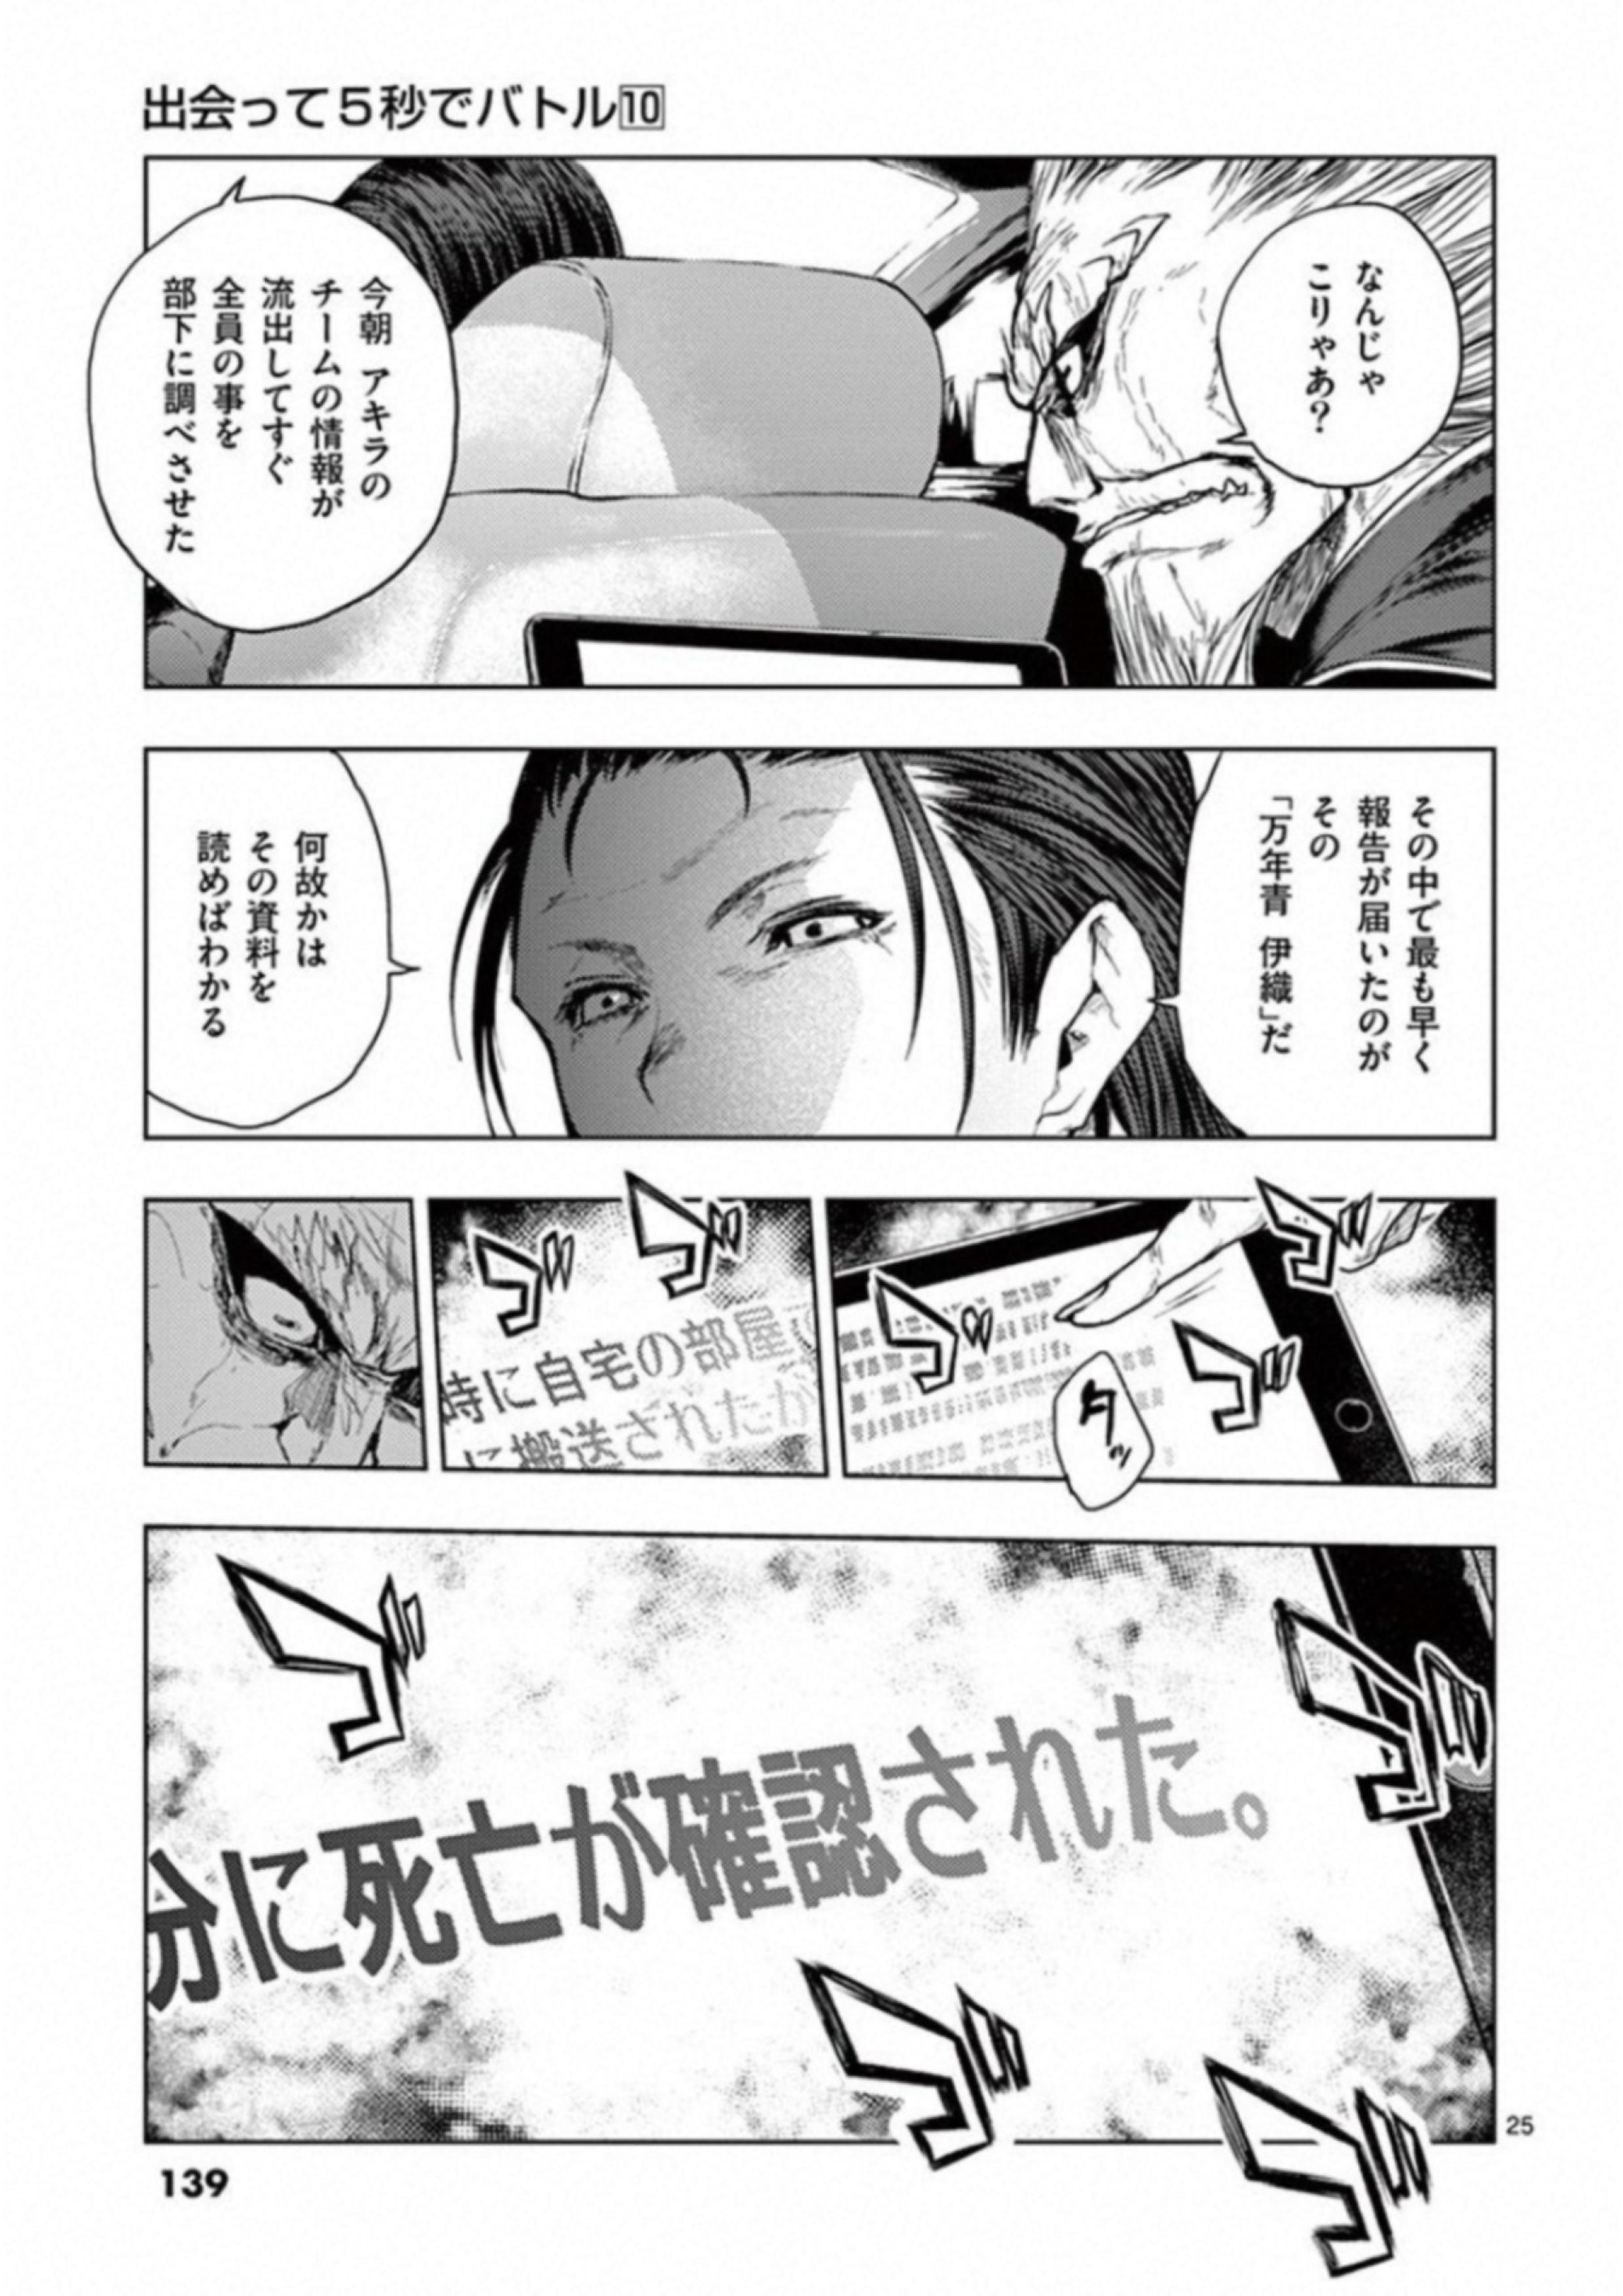 出会って5秒でバトル10
なんじゃ
こりゃあ?
今朝 アキラの
チームの情報が
流出してすぐ
全員の事を
部下に調べさせた
その中で最も早く
報告が届いたのが
その
「万年青 伊織」だ
何故かは
その資料を
読めばわかる
ゴ
ゴ
ゴ
タッ
ゴ
ゴ
時に自宅の部屋で
に搬送されたが
ゴ
ゴ
分に死亡が確認された。
ゴ
ゴ
25
139